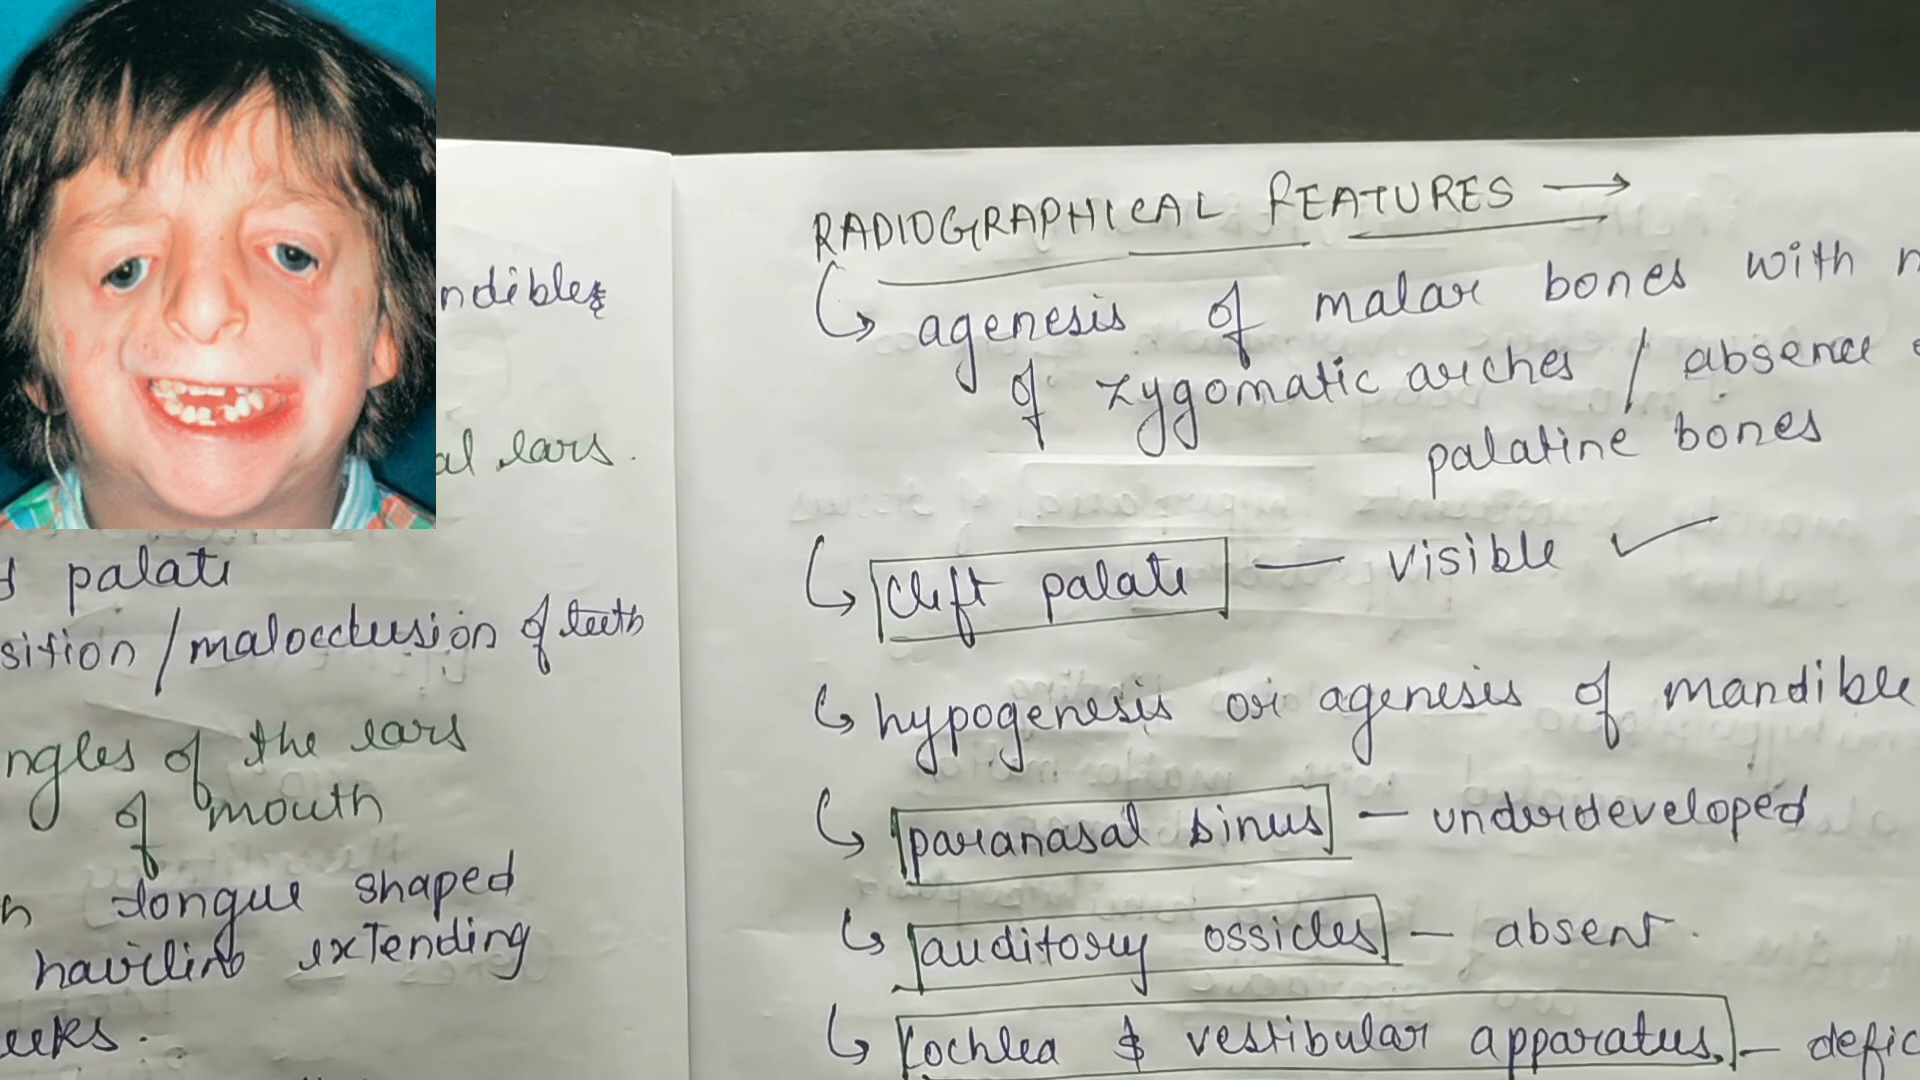 ndibles
al ears.
palate
sition / malocclusion of teeth
ngles of the ears
of mouth
tongue shaped
hairline extending
eeks.
RADIOGRAPHICAL FEATURES →
↳ agenesis of malar bones with n
of zygomatic arches / absence
palatine bones
↳ cleft palate — visible ✓
↳ hypogenesis or agenesis of mandible
↳ paranasal sinus — underdeveloped
↳ auditory ossicles — absent.
↳ cochlea & vestibular apparatus. — defic